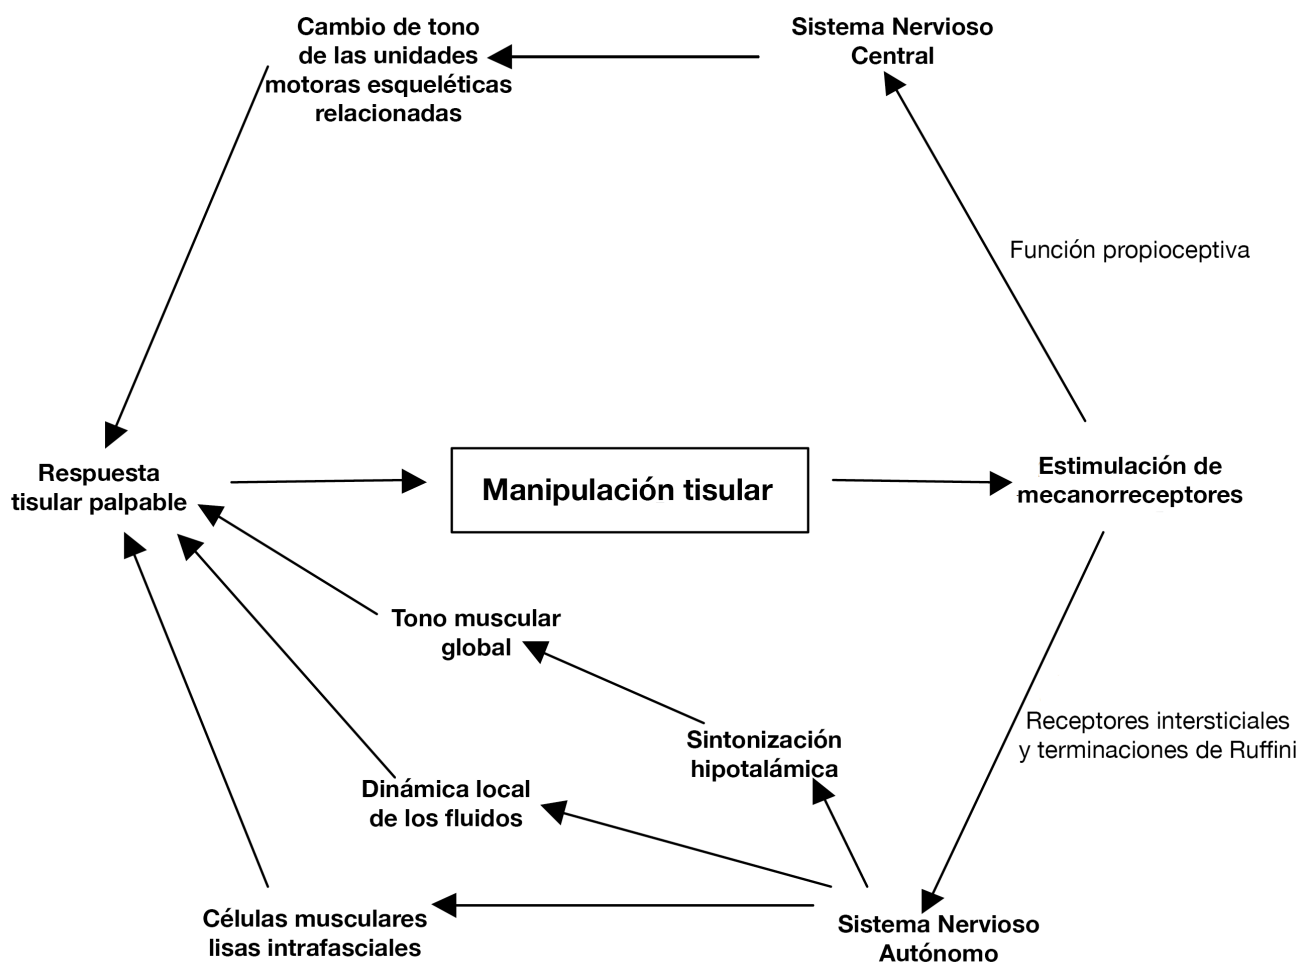 Cambio de tono
de las unidades
motoras esqueléticas
relacionadas
Sistema Nervioso
Central
Función propioceptiva
Respuesta
tisular palpable
Manipulación tisular
Estimulación de
mecanorreceptores
Tono muscular
global
Sintonización
hipotalámica
Receptores intersticiales
y terminaciones de Ruffini
Dinámica local
de los fluidos
Células musculares
lisas intrafasciales
Sistema Nervioso
Autónomo